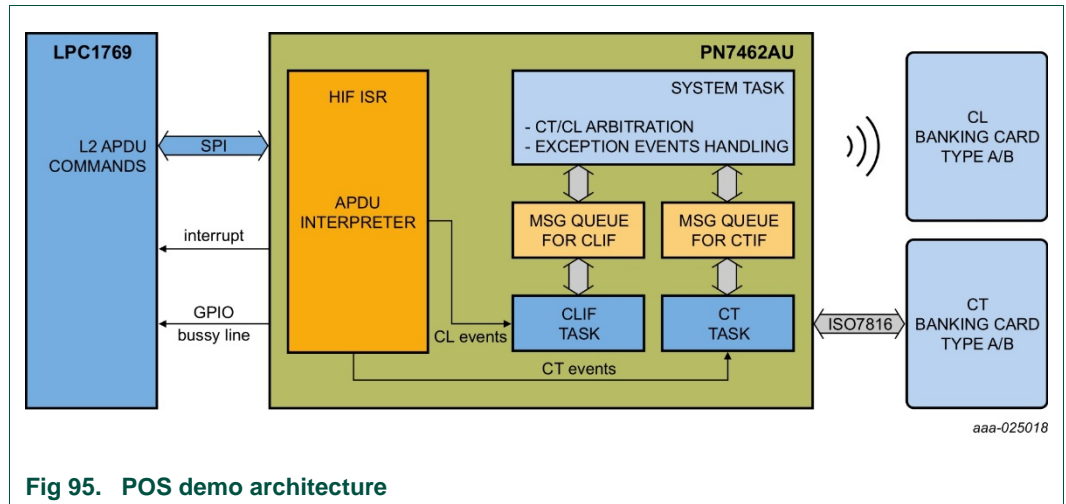 LPC1769
L2 APDU
COMMANDS
SPI
interrupt
GPIO
bussy line
PN7462AU
HIF ISR
APDU
INTERPRETER
SYSTEM TASK
- CT/CL ARBITRATION
- EXCEPTION EVENTS HANDLING
MSG QUEUE
FOR CLIF
MSG QUEUE
FOR CTIF
CLIF
TASK
CT
TASK
CL events
CT events
ISO7816
CL
BANKING CARD
TYPE A/B
CT
BANKING CARD
TYPE A/B
aaa-025018
Fig 95. POS demo architecture